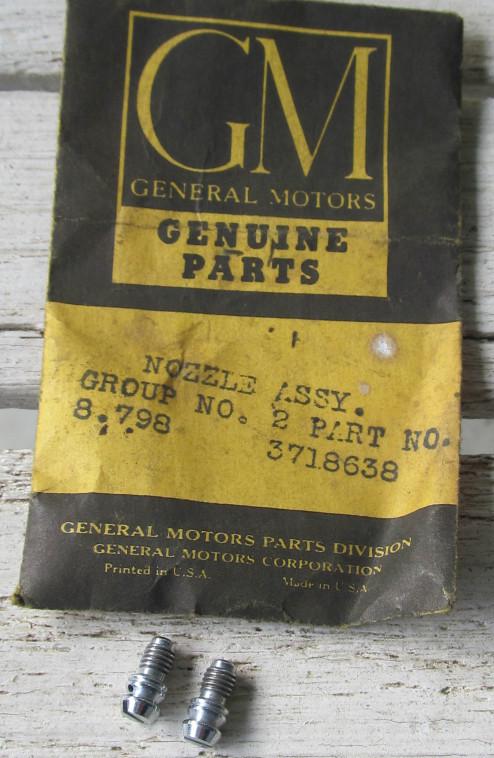 GM
GENERAL MOTORS
GENUINE
PARTS
NOZZLE ASSY.
GROUP NO. 2 PART NO.
8.798 3718638
GENERAL MOTORS PARTS DIVISION
GENERAL MOTORS CORPORATION
Printed in U.S.A. Made in U.S.A.